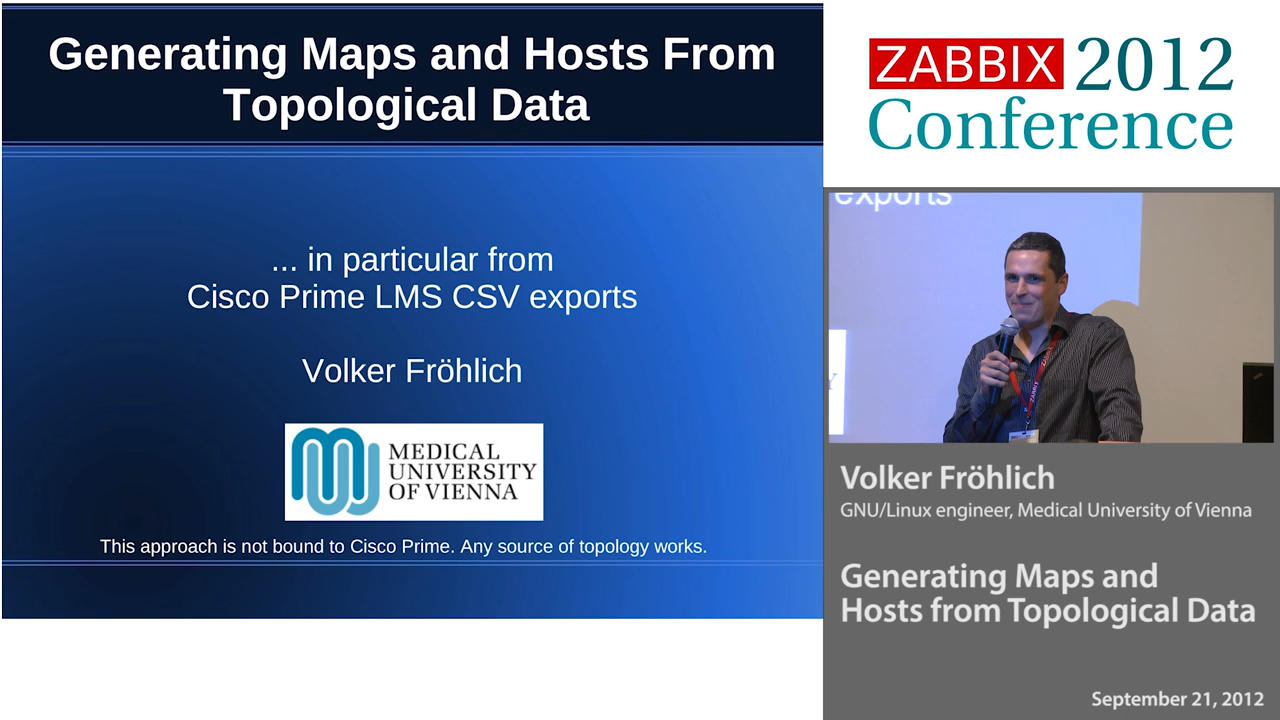 Generating Maps and Hosts From
Topological Data
... in particular from
Cisco Prime LMS CSV exports
Volker Fröhlich
MEDICAL
UNIVERSITY
OF VIENNA
This approach is not bound to Cisco Prime. Any source of topology works.
ZABBIX 2012
Conference
exports
ZABBIX
Volker Fröhlich
GNU/Linux engineer, Medical University of Vienna
Generating Maps and
Hosts from Topological Data
September 21, 2012